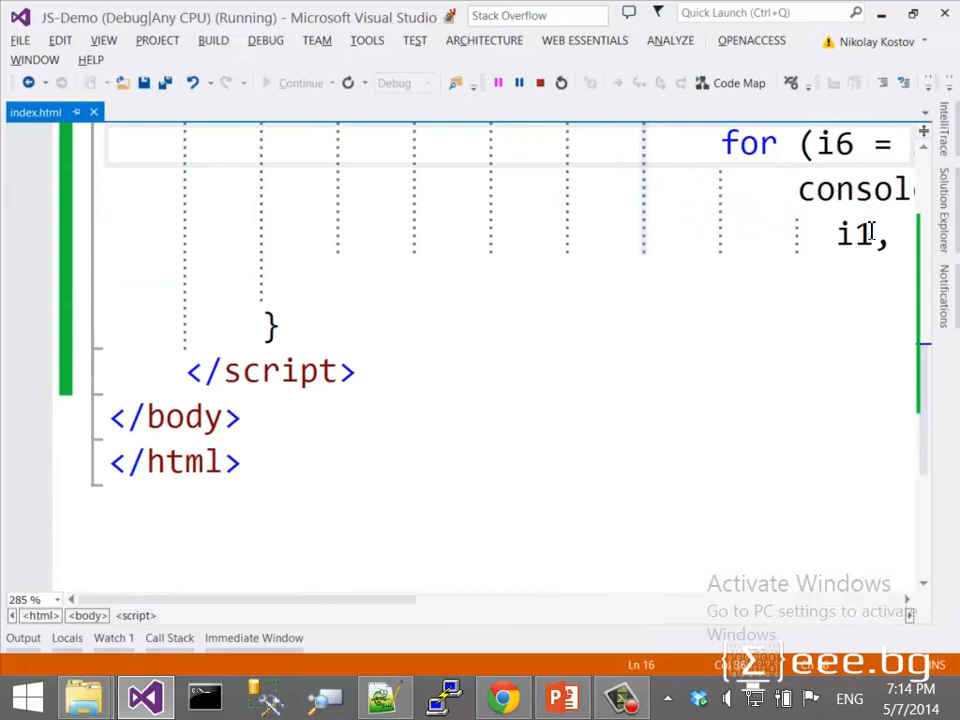 JS-Demo (Debug|Any CPU) (Running) - Microsoft Visual Studio
Stack Overflow
Quick Launch (Ctrl+Q)
FILE EDIT VIEW PROJECT BUILD DEBUG TEAM TOOLS TEST ARCHITECTURE WEB ESSENTIALS ANALYZE OPENACCESS Nikolay Kostov
WINDOW HELP
Continue Debug Code Map
index.html
for (i6 =
consol
i1,
}
</script>
</body>
</html>
IntelliTrace
Solution Explorer
Notifications
285 %
<html> <body> <script>
Activate Windows
Go to PC settings to activate
Windows.
Output Locals Watch 1 Call Stack Immediate Window
Ln 16
eee.bg
ENG
7:14 PM
5/7/2014